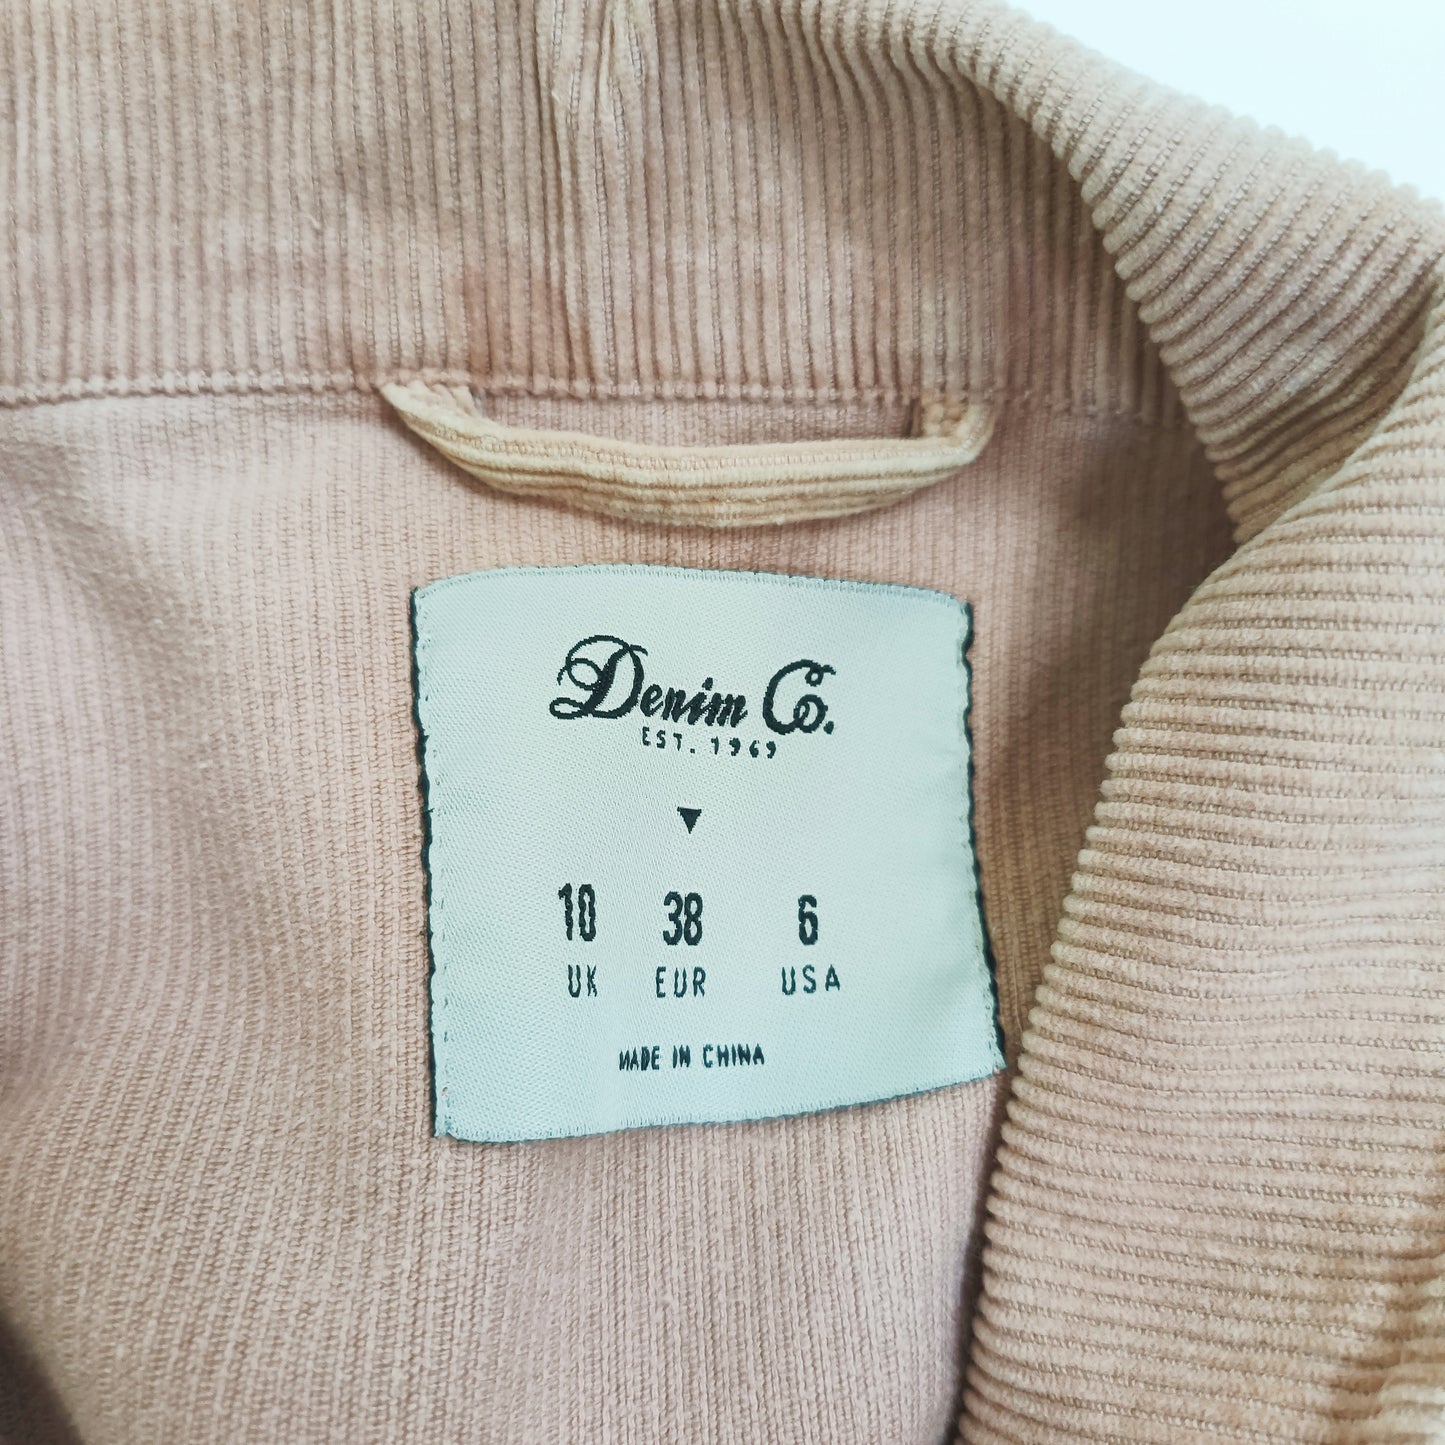 Denim Co.
EST. 1969
10 38 6
UK EUR USA
MADE IN CHINA